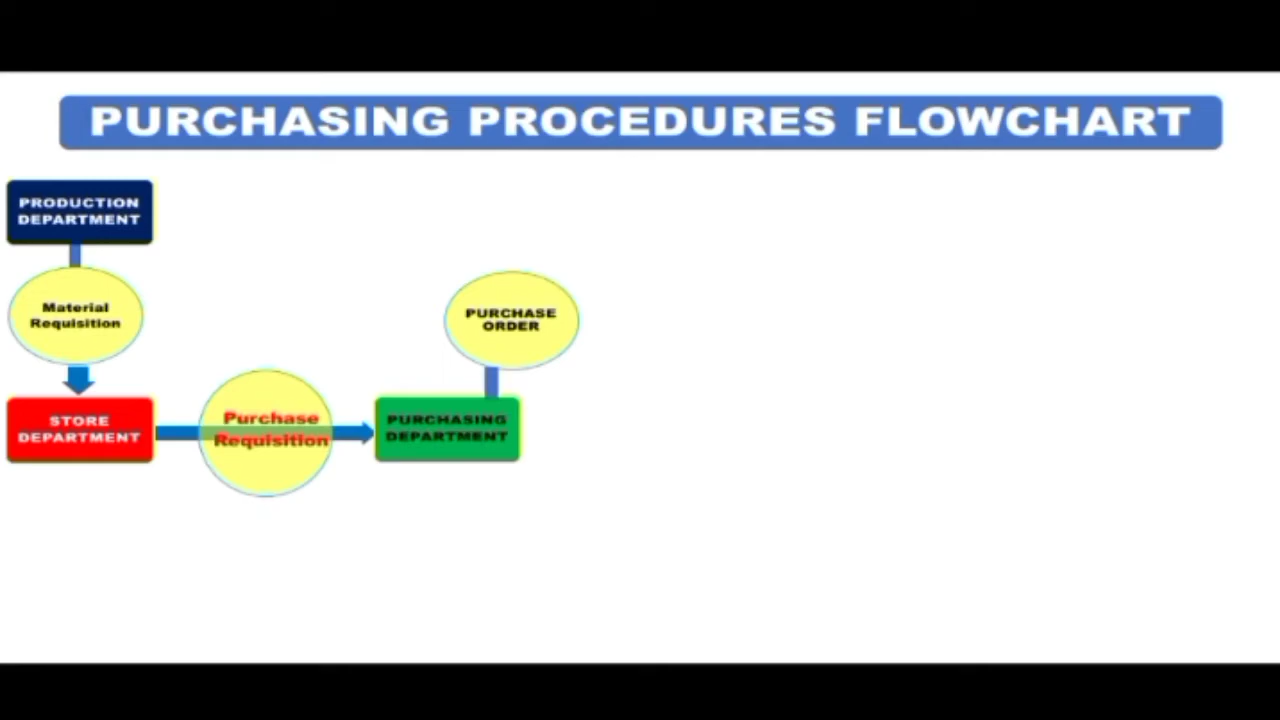 PURCHASING PROCEDURES FLOWCHART
PRODUCTION
DEPARTMENT
Material
Requisition
STORE
DEPARTMENT
Purchase
Requisition
PURCHASING
DEPARTMENT
PURCHASE
ORDER